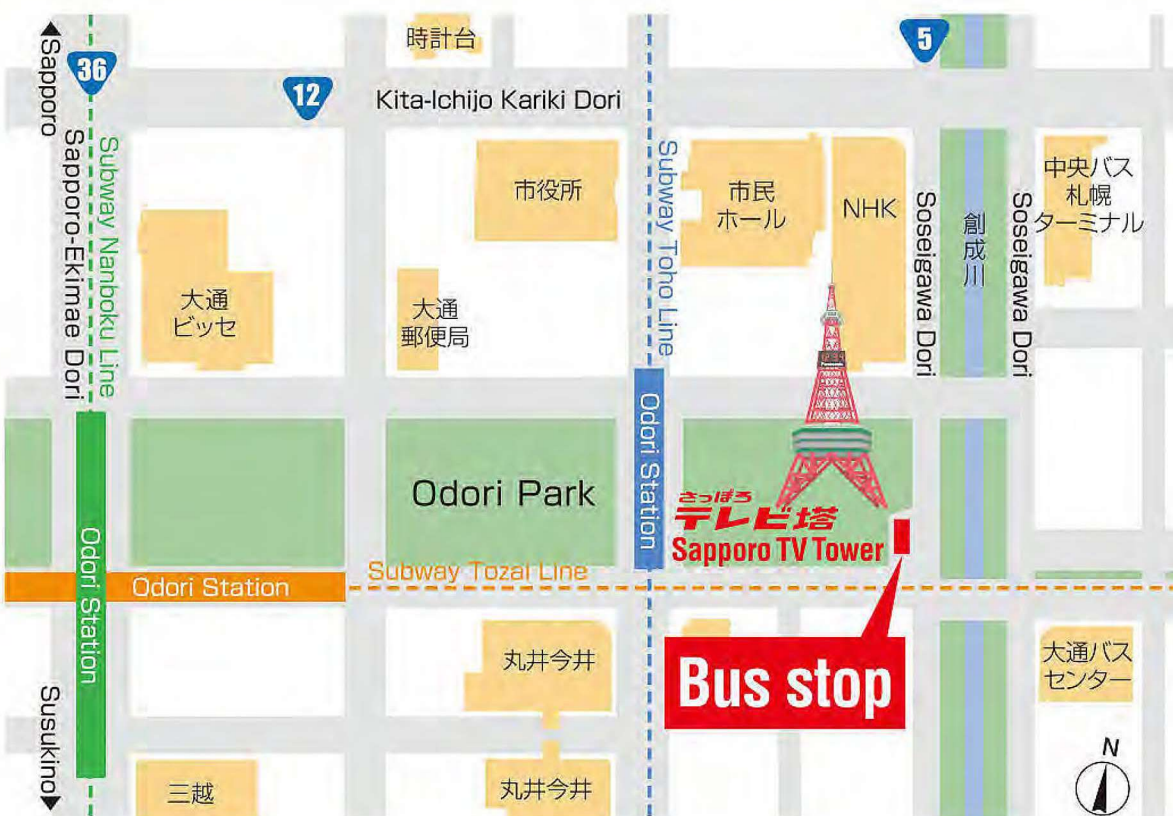 Sapporo
36
12
5
時計台
Kita-Ichijo Kariki Dori
Sapporo-Ekimae Dori
Subway Nanboku Line
大通
ビッセ
市役所
大通
郵便局
Subway Toho Line
市民
ホール
NHK
Soseigawa Dori
創成川
Soseigawa Dori
中央バス
札幌
ターミナル
Odori Station
Odori Park
さっぽろ
テレビ塔
Sapporo TV Tower
Odori Station
Odori Station
Subway Tozai Line
Bus stop
丸井今井
大通バス
センター
Susukino
三越
丸井今井
N